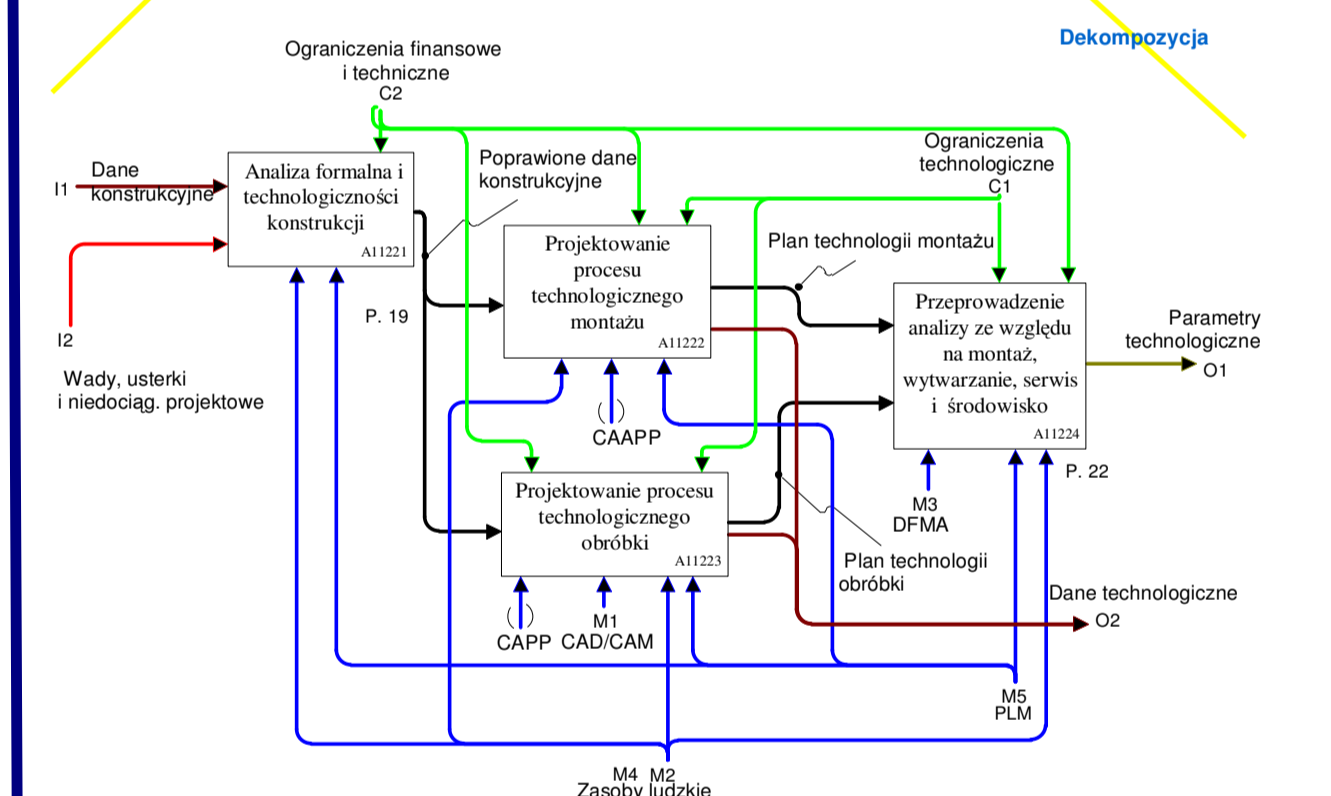 Dekompozycja
Ograniczenia finansowe
i techniczne
C2
Ograniczenia
technologiczne
C1
I1
Dane
konstrukcyjne
Analiza formalna i
technologiczności
konstrukcji
A11221
Poprawione dane
konstrukcyjne
Projektowanie
procesu
technologicznego
montażu
A11222
Plan technologii montażu
Przeprowadzenie
analizy ze względu
na montaż,
wytwarzanie, serwis
i środowisko
A11224
P. 19
I2
Wady, usterki
i niedociąg. projektowe
Parametry
technologiczne
O1
( )
CAAPP
P. 22
M3
DFMA
Projektowanie procesu
technologicznego
obróbki
A11223
Plan technologii
obróbki
Dane technologiczne
O2
( )
CAPP
M1
CAD/CAM
M5
PLM
M4 M2
Zasoby ludzkie